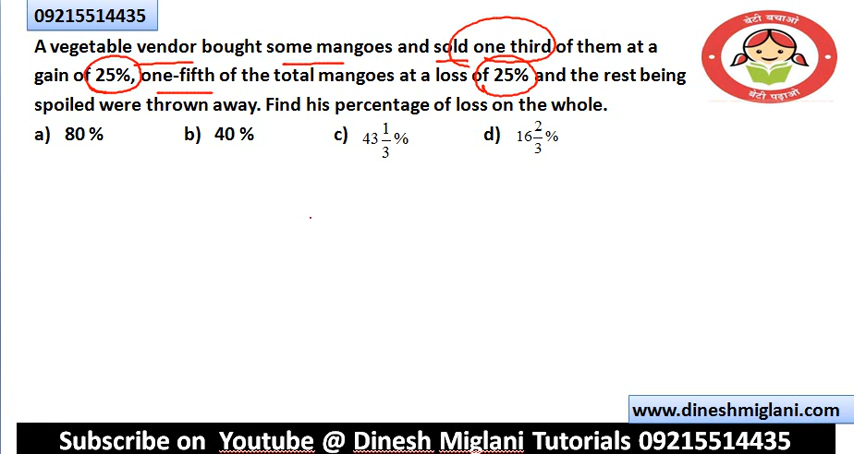 09215514435
A vegetable vendor bought some mangoes and sold one third of them at a
gain of 25%, one-fifth of the total mangoes at a loss of 25% and the rest being
spoiled were thrown away. Find his percentage of loss on the whole.
a) 80 % b) 40 % c) 43 1/3 % d) 16 2/3 %
बेटी बचाओ
बेटी पढ़ाओ
www.dineshmiglani.com
Subscribe on Youtube @ Dinesh Miglani Tutorials 09215514435